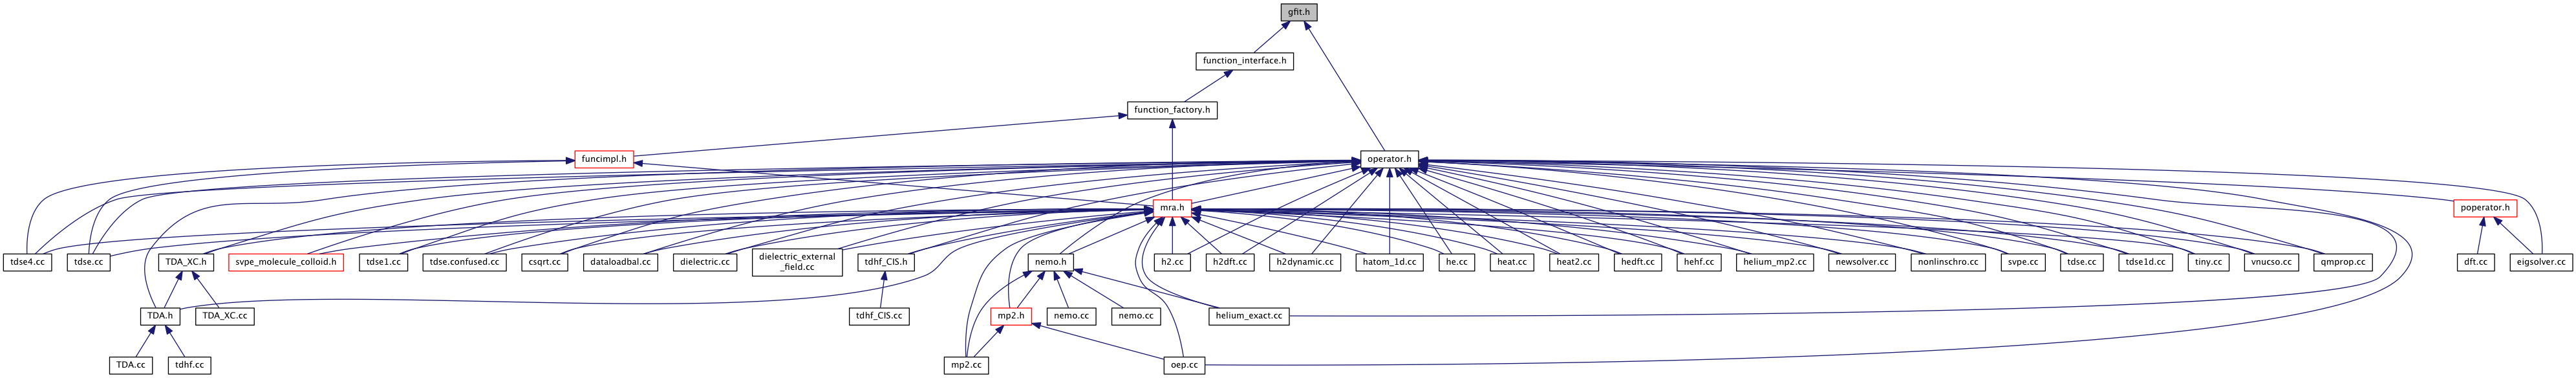 gfit.h
function_interface.h
function_factory.h
funcimpl.h
operator.h
mra.h
poperator.h
tdse4.cc
tdse.cc
TDA_XC.h
svpe_molecule_colloid.h
tdse1.cc
tdse.confused.cc
csqrt.cc
dataloadbal.cc
dielectric.cc
dielectric_external
_field.cc
tdhf_CIS.h
nemo.h
h2.cc
h2dft.cc
h2dynamic.cc
hatom_1d.cc
he.cc
heat.cc
heat2.cc
hedft.cc
hehf.cc
helium_mp2.cc
newsolver.cc
nonlinschro.cc
svpe.cc
tdse.cc
tdse1d.cc
tiny.cc
vnucso.cc
qmprop.cc
dft.cc
eigsolver.cc
TDA.h
TDA_XC.cc
tdhf_CIS.cc
mp2.h
nemo.cc
nemo.cc
helium_exact.cc
TDA.cc
tdhf.cc
mp2.cc
oep.cc